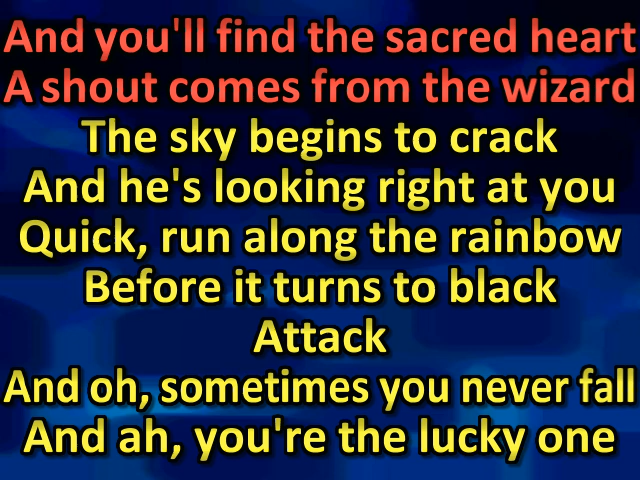 And you'll find the sacred heart
A shout comes from the wizard
The sky begins to crack
And he's looking right at you
Quick, run along the rainbow
Before it turns to black
Attack
And oh, sometimes you never fall
And ah, you're the lucky one